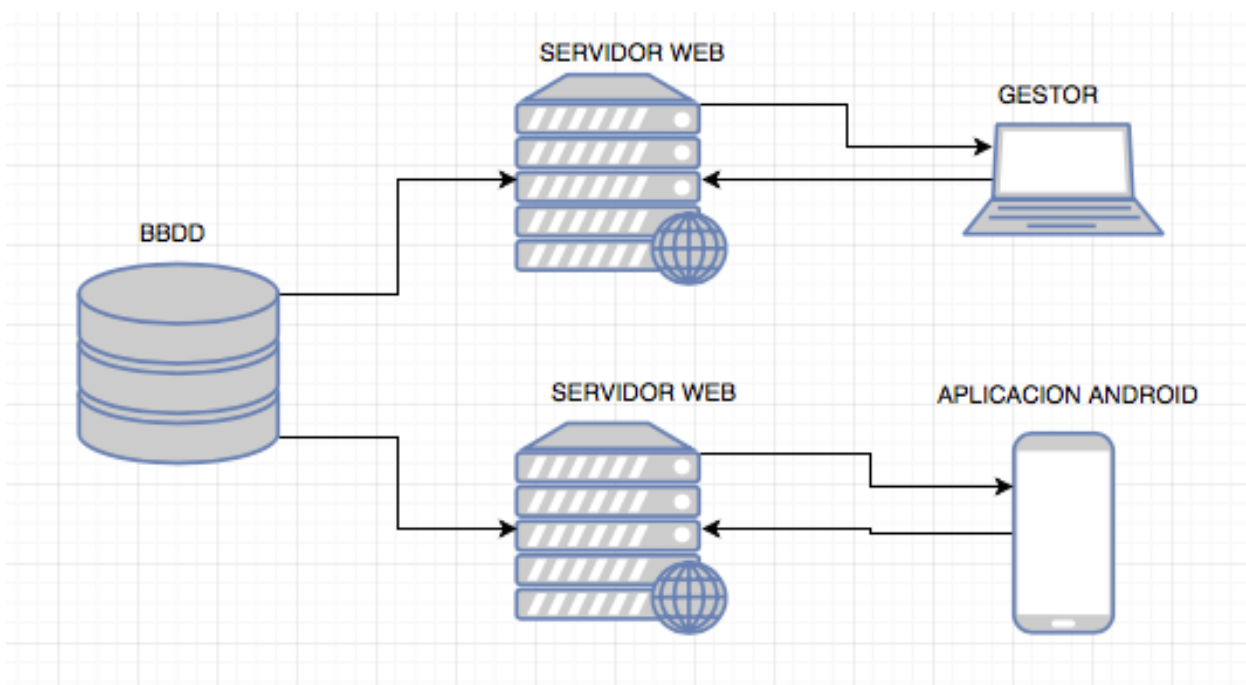 SERVIDOR WEB
GESTOR
BBDD
SERVIDOR WEB
APLICACION ANDROID